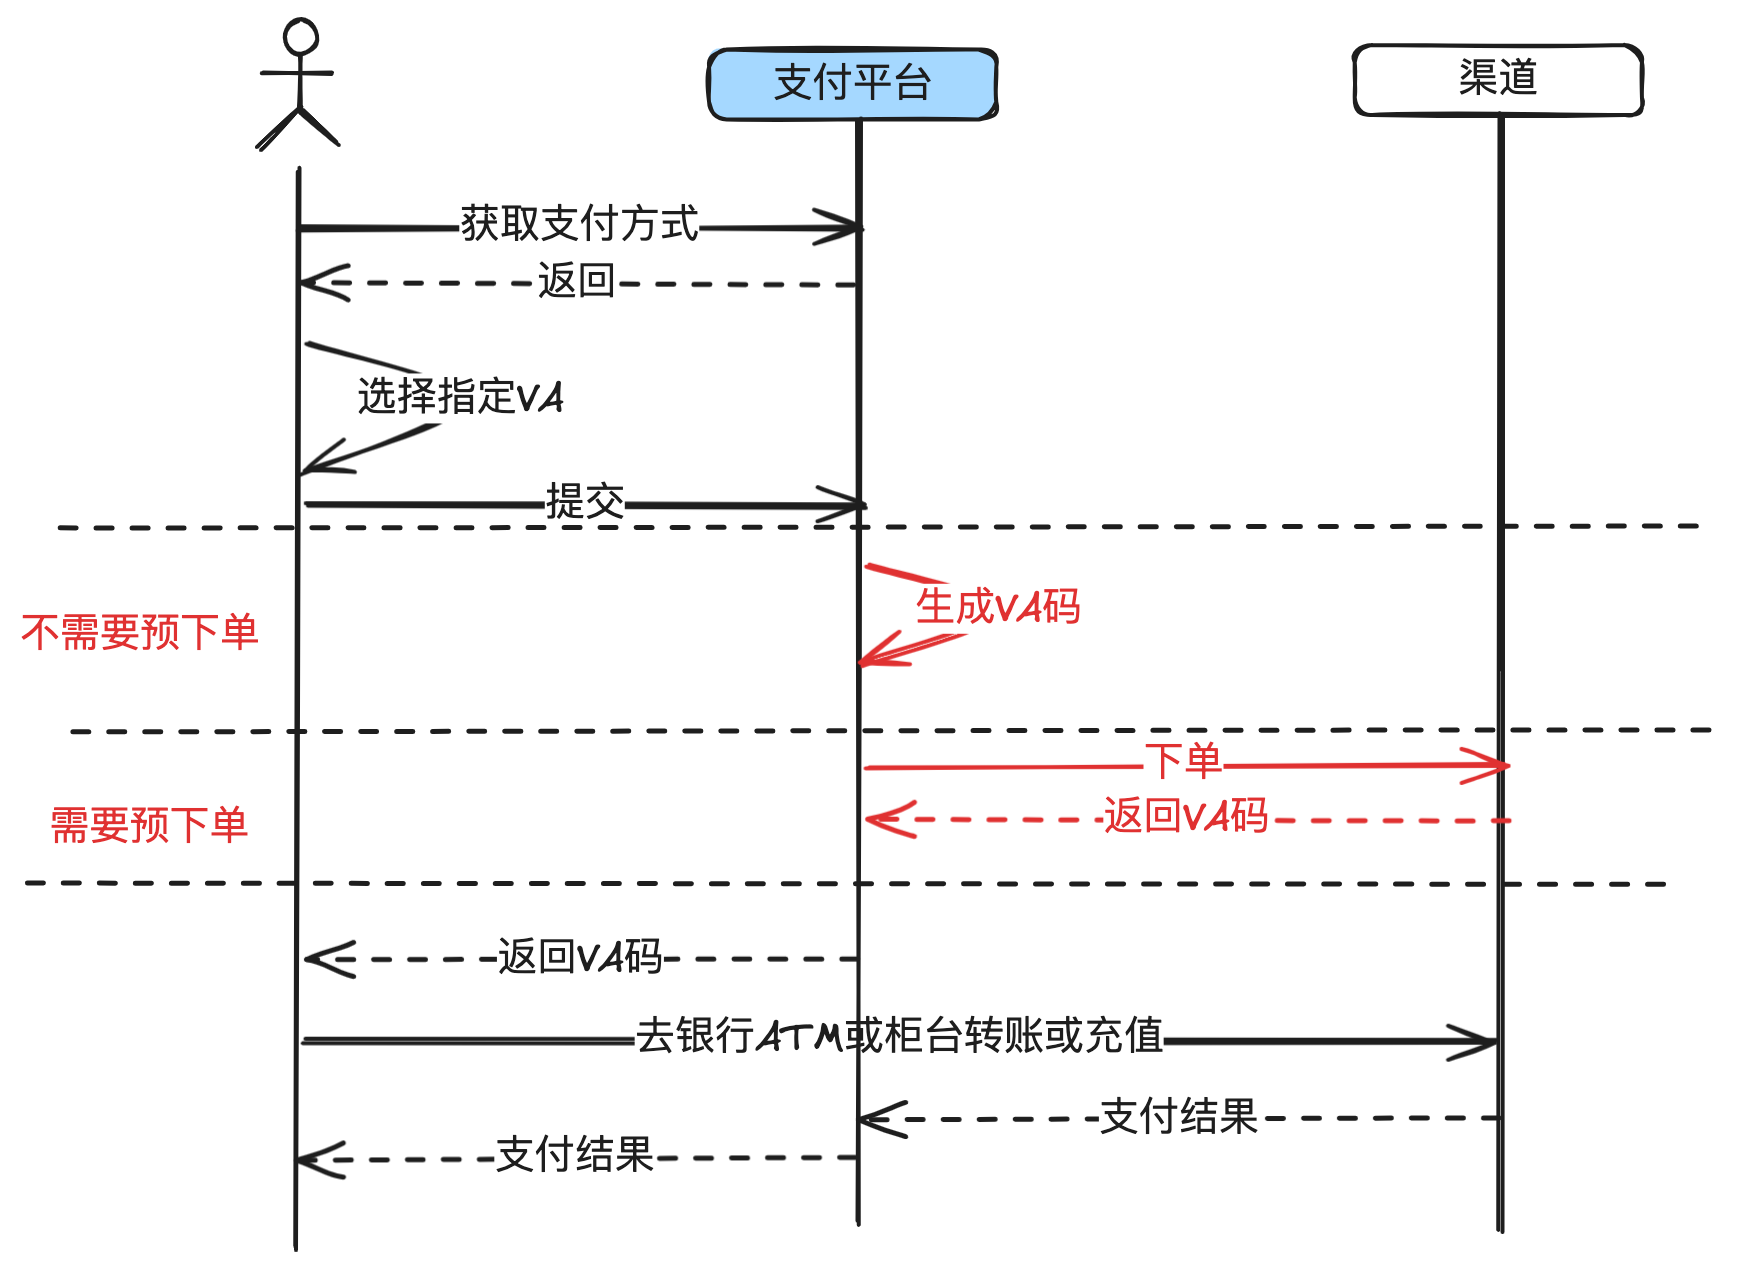 支付平台
渠道
获取支付方式
返回
选择指定VA
提交
生成VA码
不需要预下单
下单
返回VA码
需要预下单
返回VA码
去银行ATM或柜台转账或充值
支付结果
支付结果